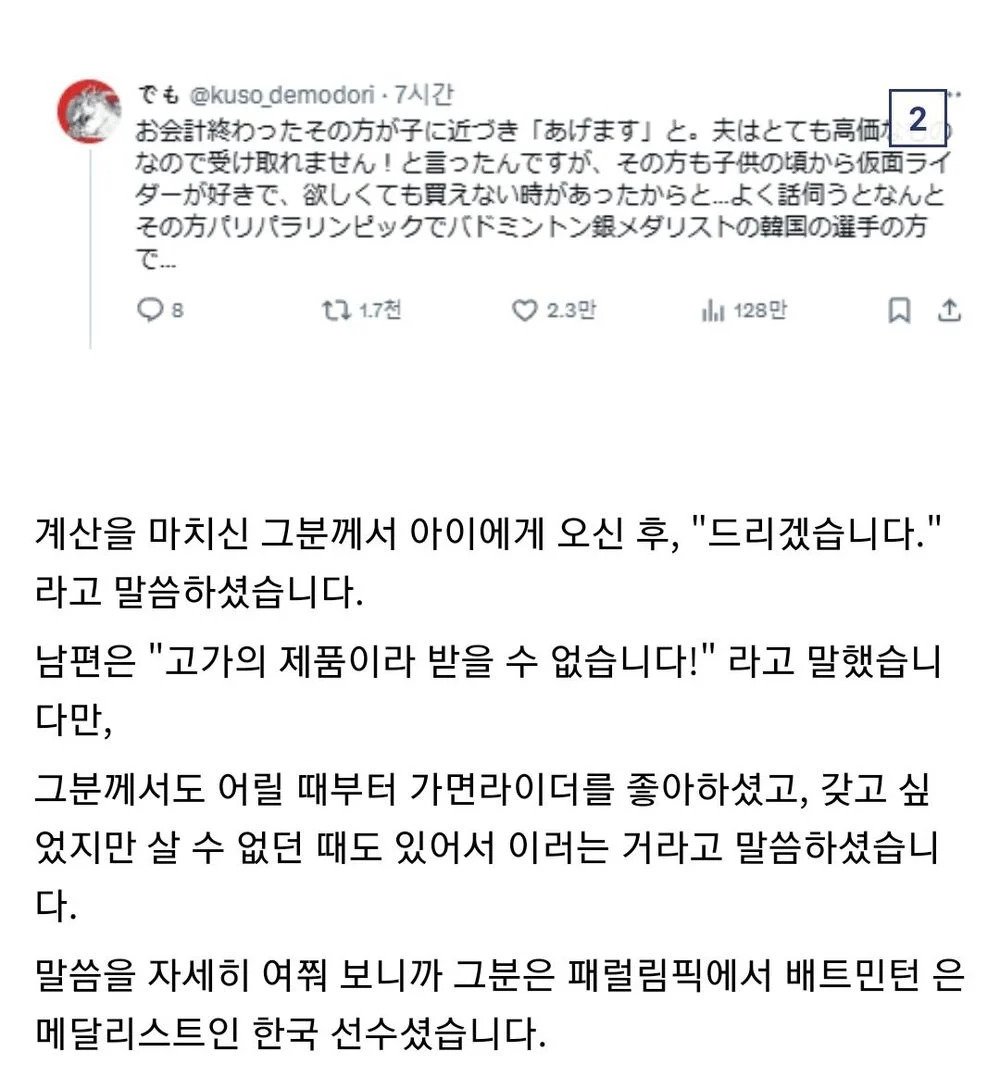 でも @kuso_demodori · 7시간
お会計終わったその方が子に近づき「あげます」と。夫はとても高価な
なので受け取れません！と言ったんですが、その方も子供の頃から仮面ライ
ダーが好きで、欲しくても買えない時があったからと...よく話伺うとなんと
その方パリパラリンピックでバドミントン銀メダリストの韓国の選手の方
で...
2
8 1.7천 2.3만 128만
계산을 마치신 그분께서 아이에게 오신 후, "드리겠습니다."
라고 말씀하셨습니다.
남편은 "고가의 제품이라 받을 수 없습니다!" 라고 말했습니
다만,
그분께서도 어릴 때부터 가면라이더를 좋아하셨고, 갖고 싶
었지만 살 수 없던 때도 있어서 이러는 거라고 말씀하셨습니
다.
말씀을 자세히 여쭤 보니까 그분은 패럴림픽에서 배트민턴 은
메달리스트인 한국 선수셨습니다.